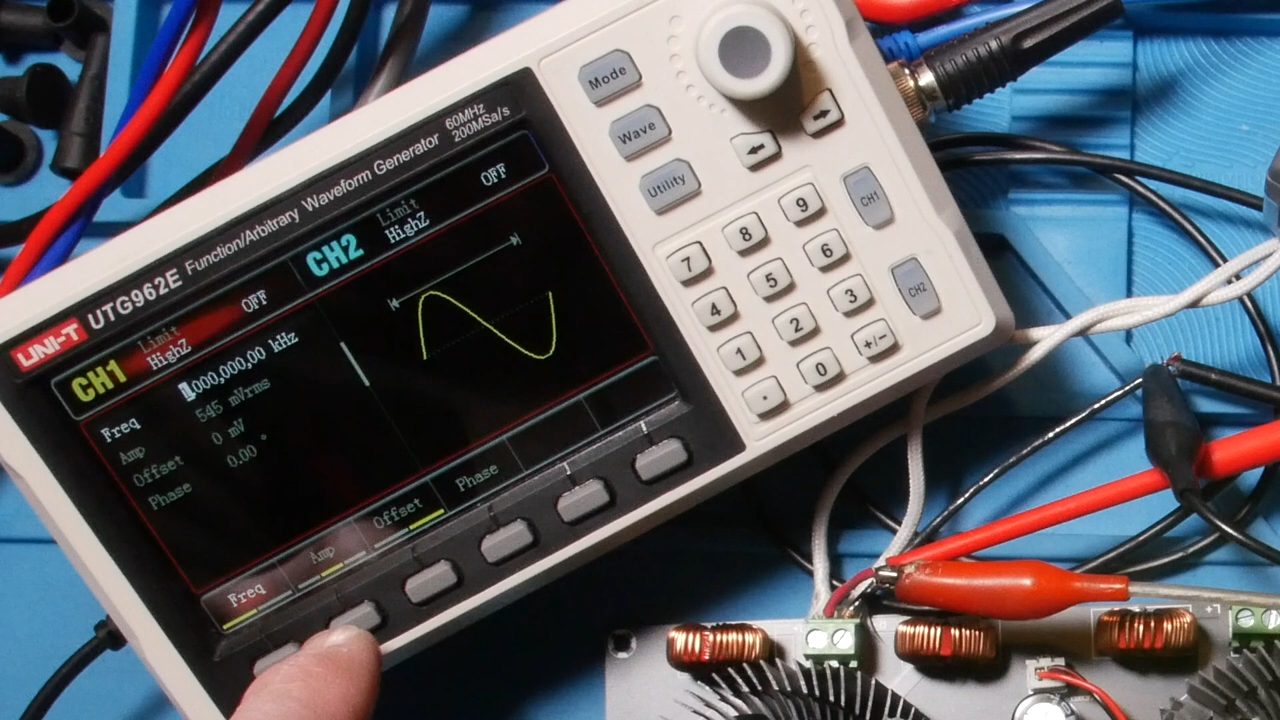 UNI-T UTG962E Function/Arbitrary Waveform Generator 60MHz
200MSa/s
CH1 Limit OFF
HighZ
CH2 Limit OFF
HighZ
Freq 1,000,000,00 kHz
Amp 545 mVrms
Offset 0 mV
Phase 0.00 °
Freq Amp Offset Phase
Mode
Wave
Utility
7 8 9
4 5 6
1 2 3
. 0 +/-
CH1
CH2